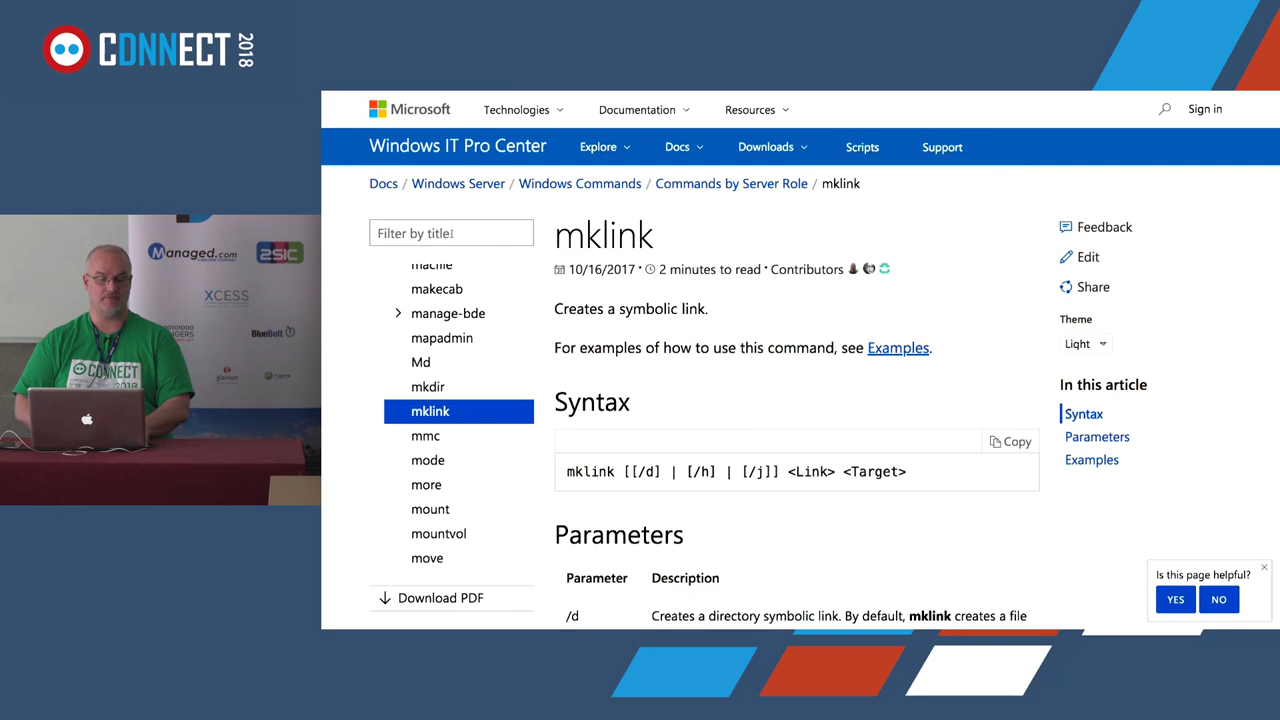 CDNNECT 2018
Microsoft
Technologies
Documentation
Resources
Sign in
Windows IT Pro Center
Explore
Docs
Downloads
Scripts
Support
Docs / Windows Server / Windows Commands / Commands by Server Role / mklink
Filter by title
macfile
makecab
manage-bde
mapadmin
Md
mkdir
mklink
mmc
mode
more
mount
mountvol
move
Download PDF
mklink
10/16/2017 • 2 minutes to read • Contributors
Creates a symbolic link.
For examples of how to use this command, see Examples.
Syntax
Copy
mklink [[/d] | [/h] | [/j]] <Link> <Target>
Parameters
Parameter Description
/d Creates a directory symbolic link. By default, mklink creates a file
Feedback
Edit
Share
Theme
Light
In this article
Syntax
Parameters
Examples
Is this page helpful?
YES NO
Managed.com
2SIC
XCESS
BlueBolt
CONNECT
2018